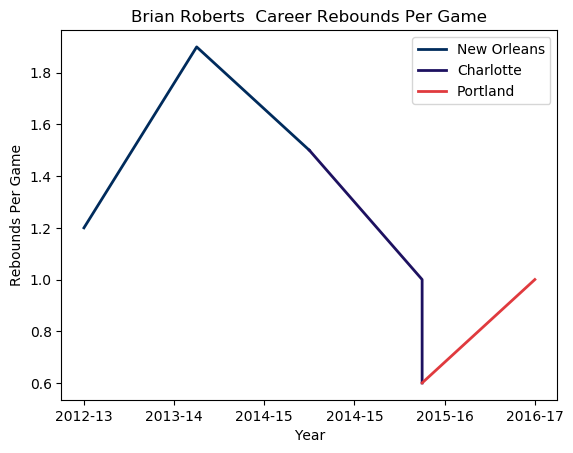 Brian Roberts  Career Rebounds Per Game
New Orleans
Charlotte
Portland
Rebounds Per Game
1.8
1.6
1.4
1.2
1.0
0.8
0.6
2012-13
2013-14
2014-15
2014-15
2015-16
2016-17
Year